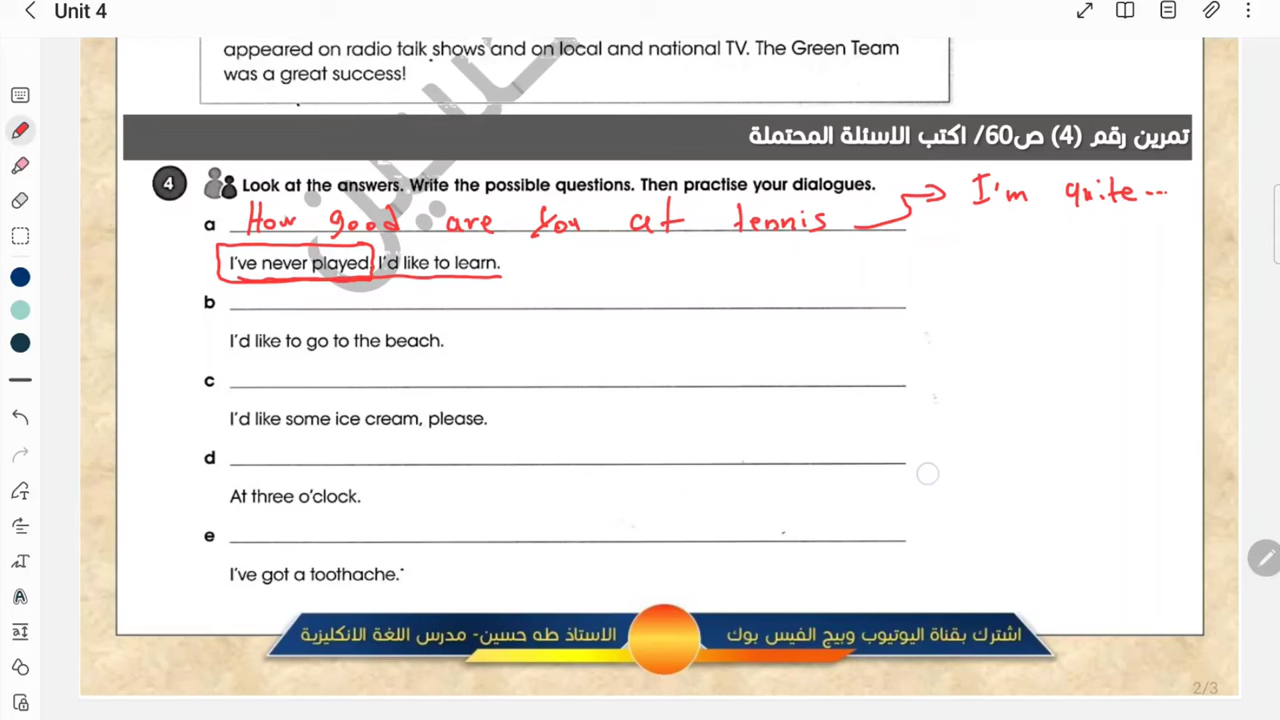 Unit 4
appeared on radio talk shows and on local and national TV. The Green Team
was a great success!
تمرين رقم (4) ص60/ اكتب الاسئلة المحتملة
4 Look at the answers. Write the possible questions. Then practise your dialogues.
I'm quite...
a How good are you at tennis
I've never played, I'd like to learn.
b
I'd like to go to the beach.
c
I'd like some ice cream, please.
d
At three o'clock.
e
I've got a toothache.
اشترك بقناة اليوتيوب وبيج الفيس بوك
الاستاذ طه حسين- مدرس اللغة الانكليزية
2/3